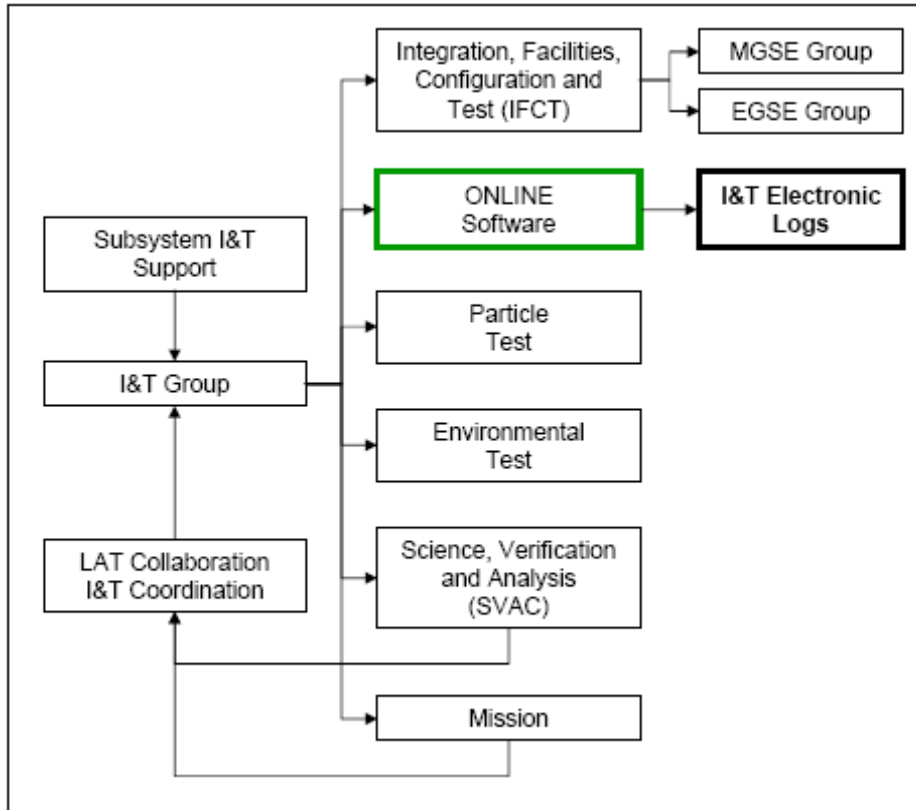 Integration, Facilities,
Configuration and
Test (IFCT)
MGSE Group
EGSE Group
ONLINE
Software
I&T Electronic
Logs
Subsystem I&T
Support
Particle
Test
I&T Group
Environmental
Test
LAT Collaboration
I&T Coordination
Science, Verification
and Analysis
(SVAC)
Mission